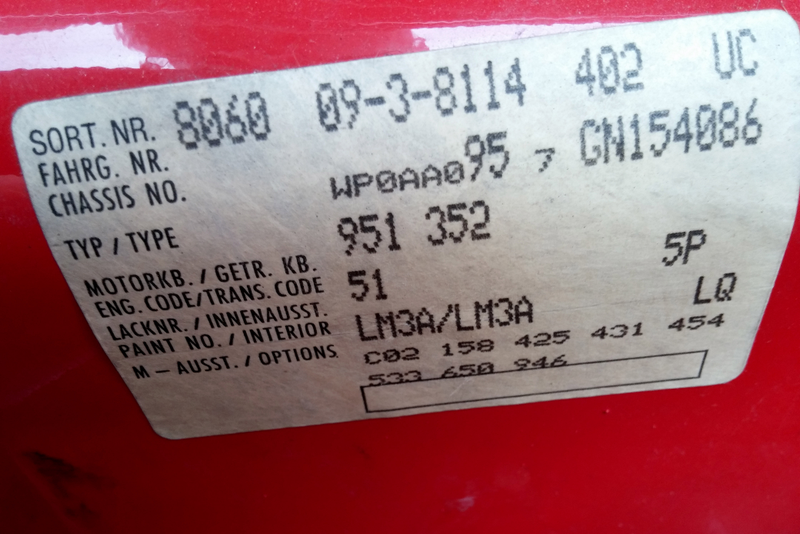 SORT. NR. 8060 09-3-8114 402 UC
FAHRG. NR.
CHASSIS NO. WP0AA095 7 GN154086
TYP / TYPE 951 352
MOTORKB. / GETR. KB.
ENG. CODE/TRANS. CODE 51 5P
LACKNR. / INNENAUSST.
PAINT NO. / INTERIOR LM3A/LM3A LQ
M – AUSST. / OPTIONS C02 158 425 431 454
533 650 946